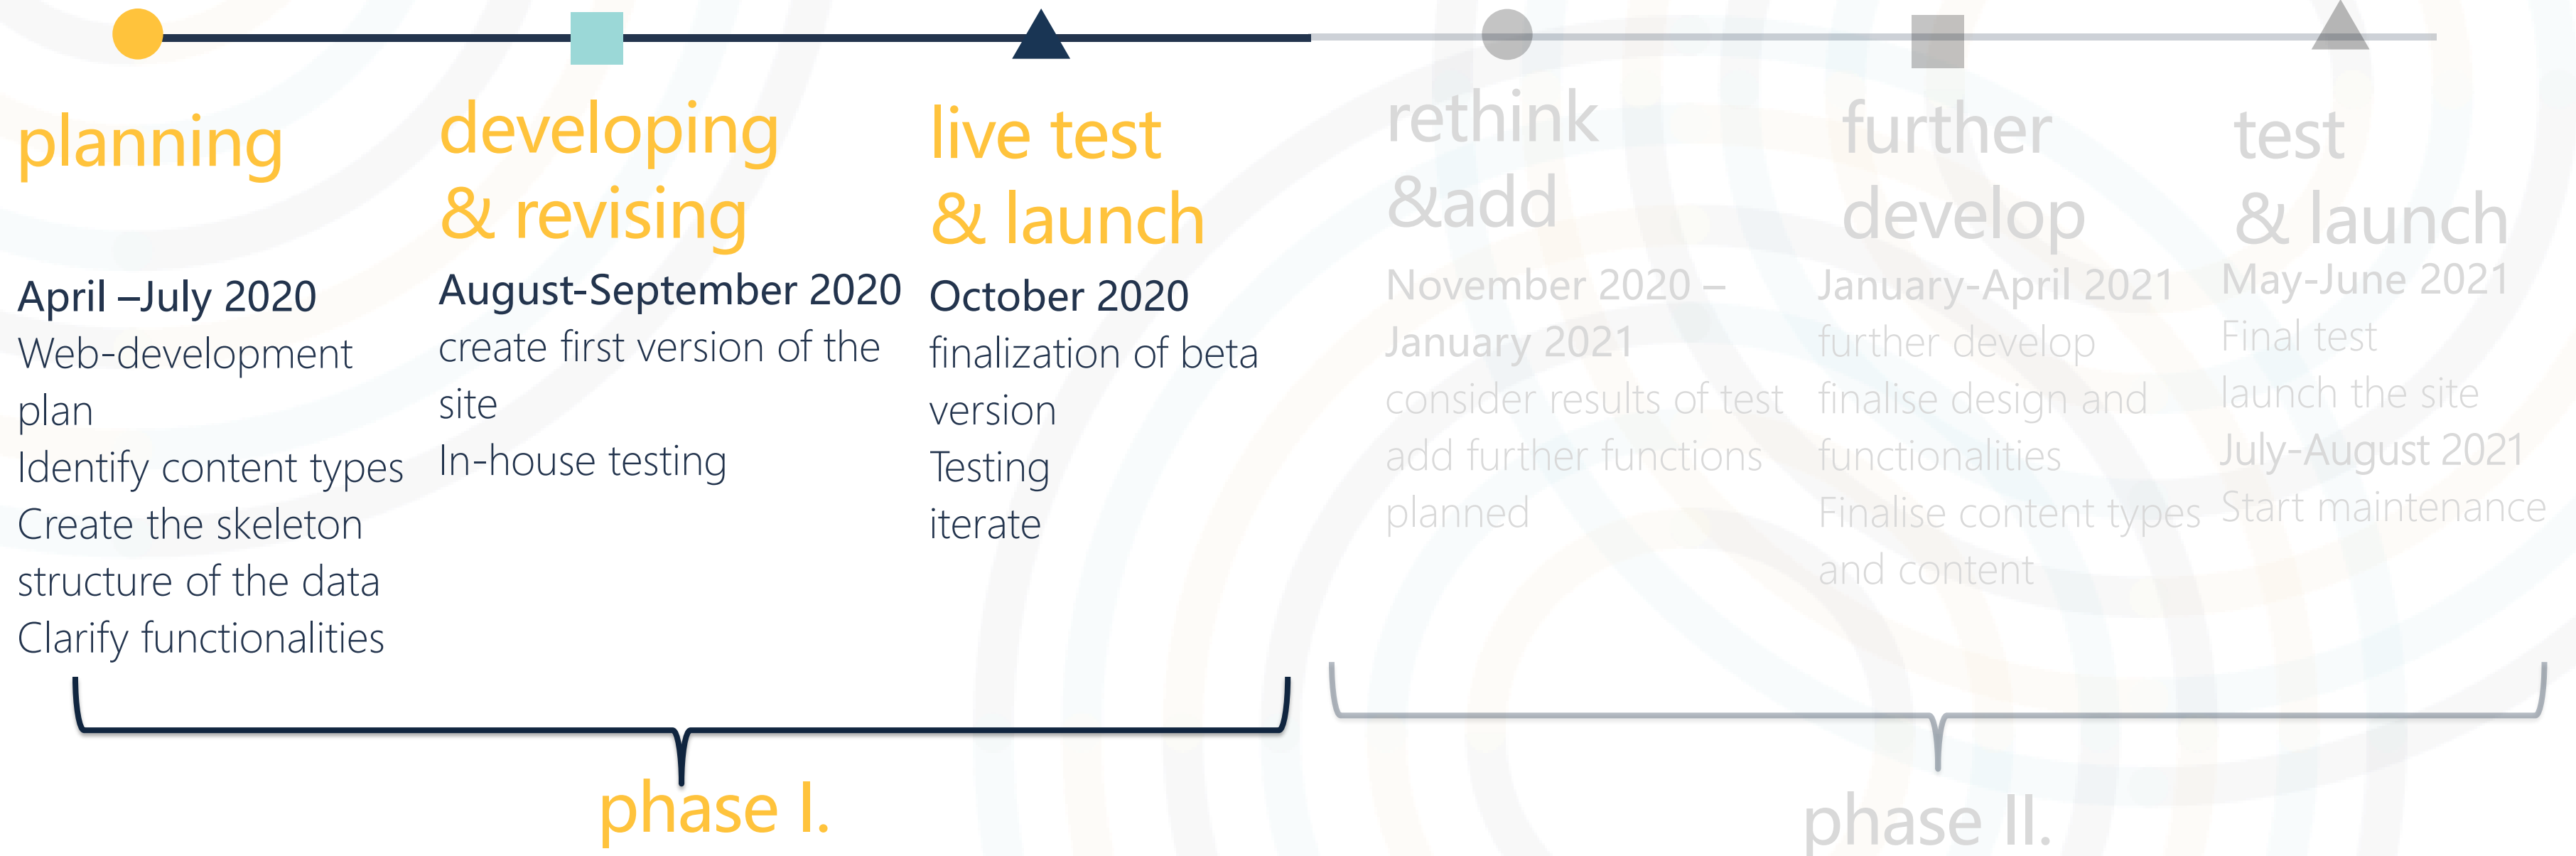 planning
April –July 2020
Web-development
plan
Identify content types
Create the skeleton
structure of the data
Clarify functionalities
developing
& revising
August-September 2020
create first version of the
site
In-house testing
live test
& launch
October 2020
finalization of beta
version
Testing
iterate
phase I.
rethink
&add
November 2020 –
January 2021
consider results of test
add further functions
planned
further
develop
January-April 2021
further develop
finalise design and
functionalities
Finalise content types
and content
test
& launch
May-June 2021
Final test
launch the site
July-August 2021
Start maintenance
phase II.